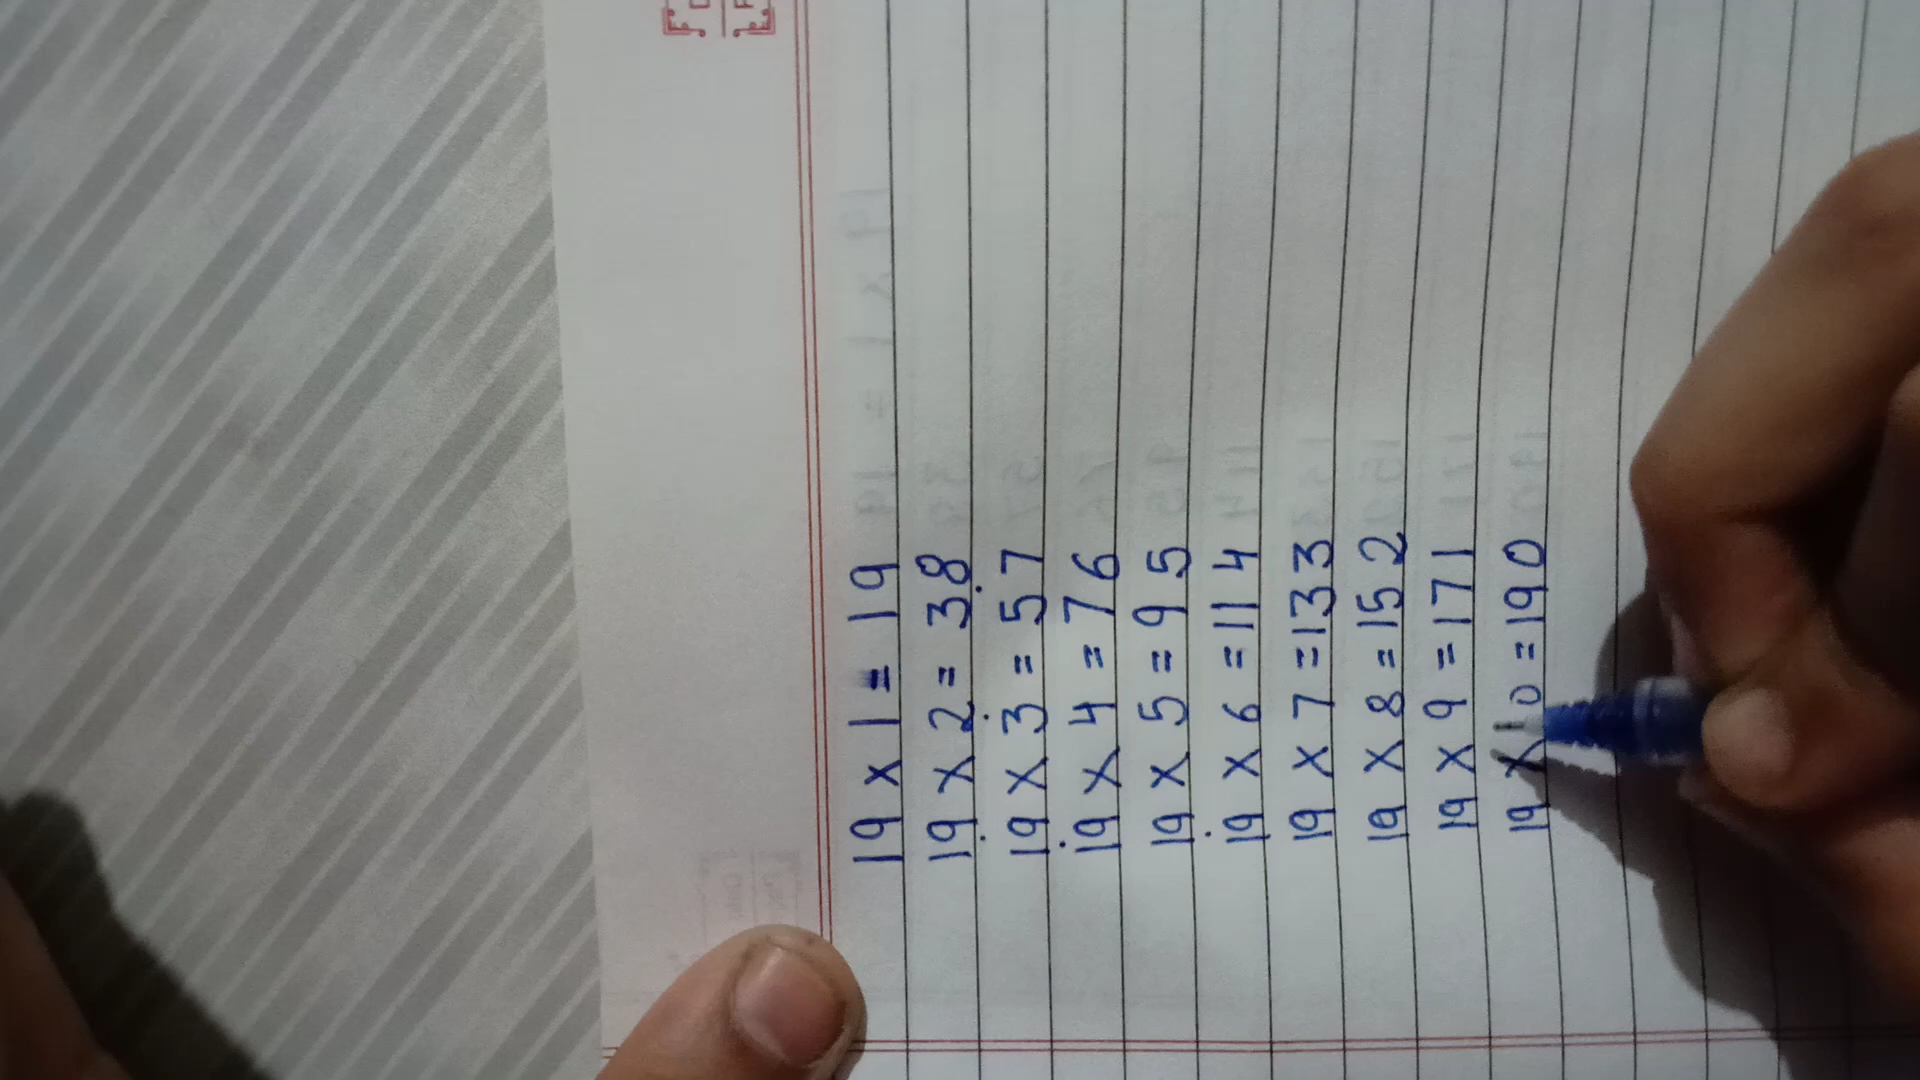 19 x 1 = 19
19 x 2 = 38
19 x 3 = 57
19 x 4 = 76
19 x 5 = 95
19 x 6 = 114
19 x 7 = 133
19 x 8 = 152
19 x 9 = 171
19 x 10 = 190